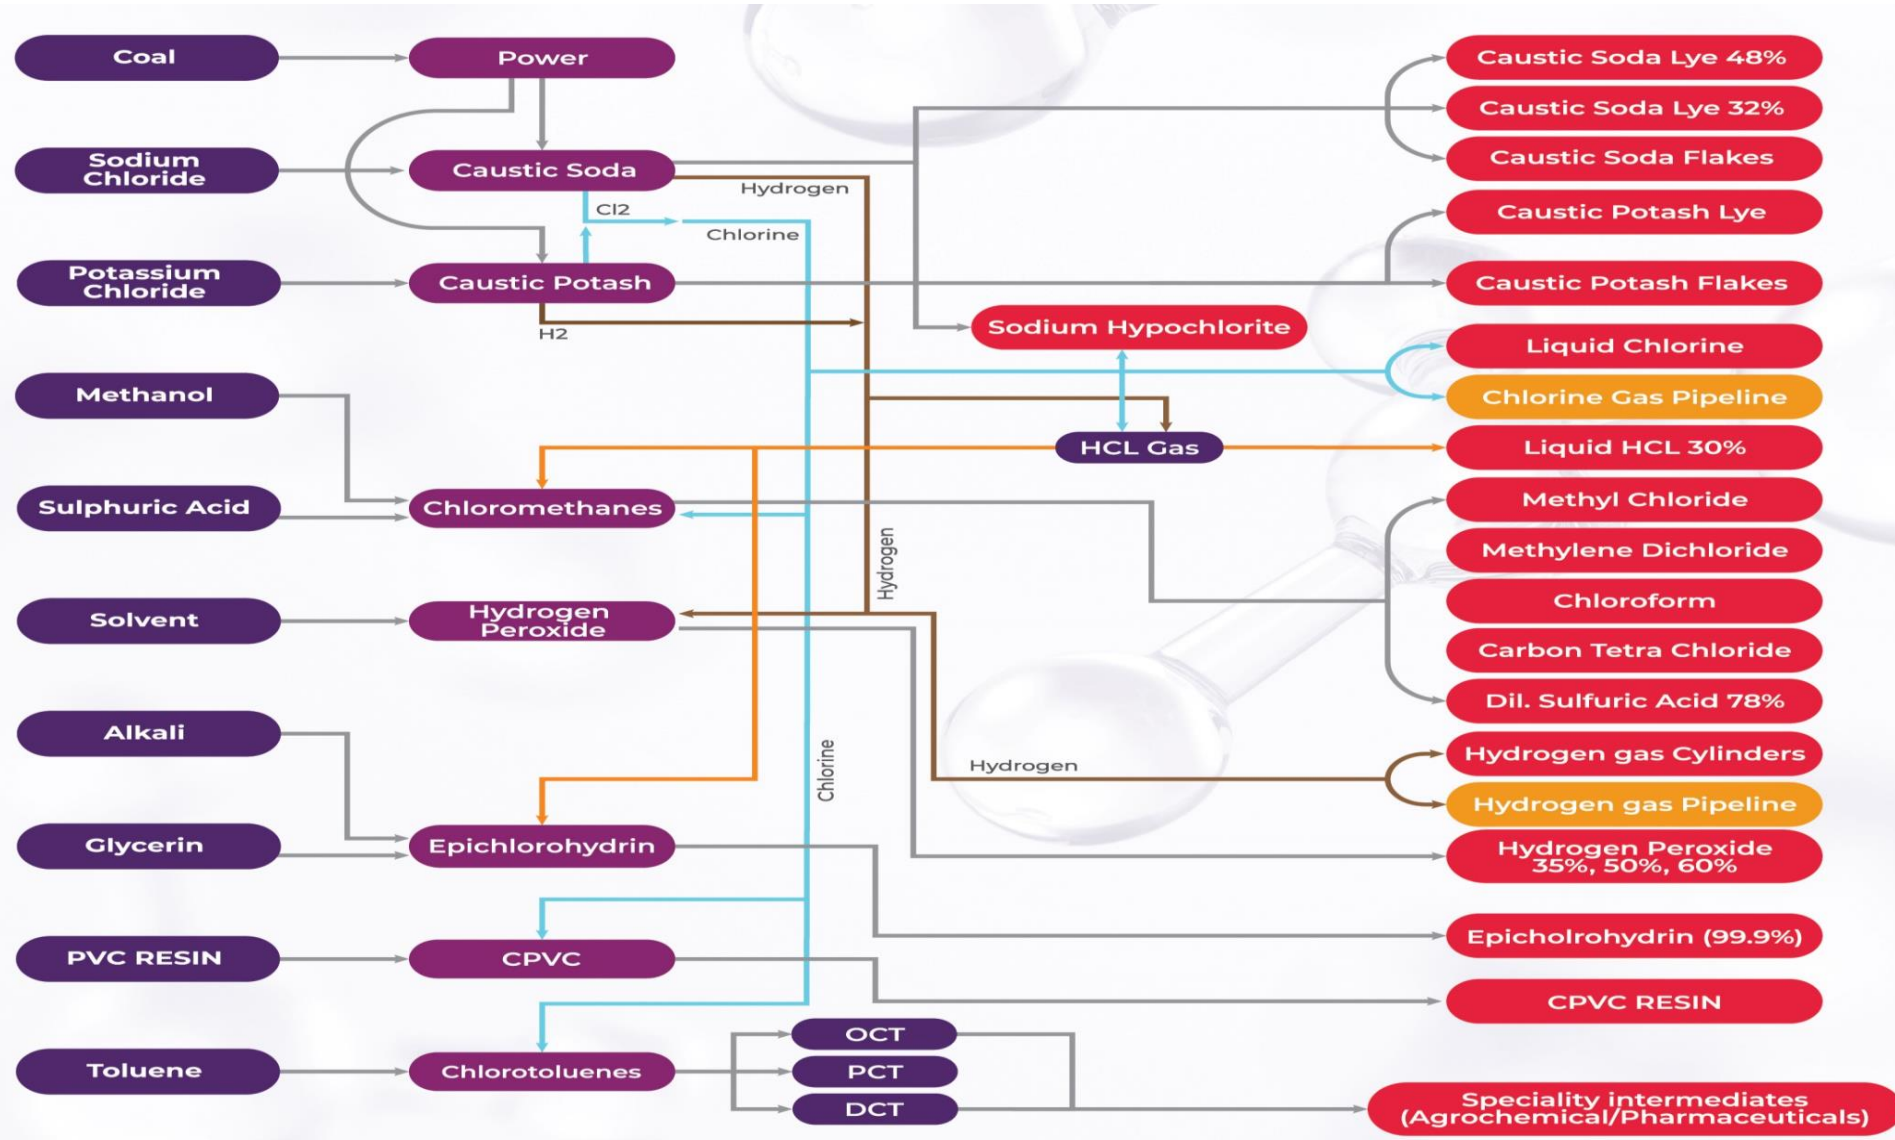 Coal
Power
Caustic Soda Lye 48%
Caustic Soda Lye 32%
Sodium
Chloride
Caustic Soda
Caustic Soda Flakes
Hydrogen
Cl2
Chlorine
Caustic Potash Lye
Potassium
Chloride
Caustic Potash
Caustic Potash Flakes
H2
Sodium Hypochlorite
Liquid Chlorine
Methanol
Chlorine Gas Pipeline
HCL Gas
Liquid HCL 30%
Sulphuric Acid
Chloromethanes
Methyl Chloride
Methylene Dichloride
Hydrogen
Chloroform
Solvent
Hydrogen
Peroxide
Carbon Tetra Chloride
Dil. Sulfuric Acid 78%
Alkali
Chlorine
Hydrogen
Hydrogen gas Cylinders
Hydrogen gas Pipeline
Glycerin
Epichlorohydrin
Hydrogen Peroxide
35%, 50%, 60%
Epicholrohydrin (99.9%)
PVC RESIN
CPVC
CPVC RESIN
OCT
Toluene
Chlorotoluenes
PCT
DCT
Speciality intermediates
(Agrochemical/Pharmaceuticals)